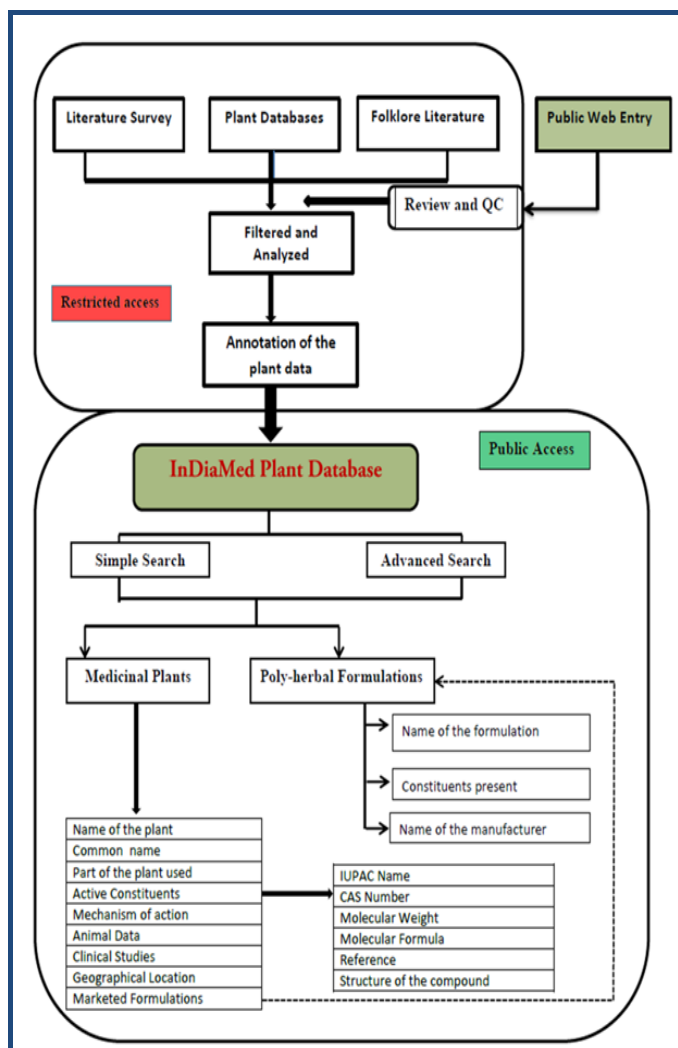 Literature Survey
Plant Databases
Folklore Literature
Public Web Entry
Review and QC
Filtered and
Analyzed
Restricted access
Annotation of the
plant data
Public Access
InDiaMed Plant Database
Simple Search
Advanced Search
Medicinal Plants
Poly-herbal Formulations
Name of the formulation
Constituents present
Name of the manufacturer
Name of the plant
Common name
Part of the plant used
Active Constituents
Mechanism of action
Animal Data
Clinical Studies
Geographical Location
Marketed Formulations
IUPAC Name
CAS Number
Molecular Weight
Molecular Formula
Reference
Structure of the compound